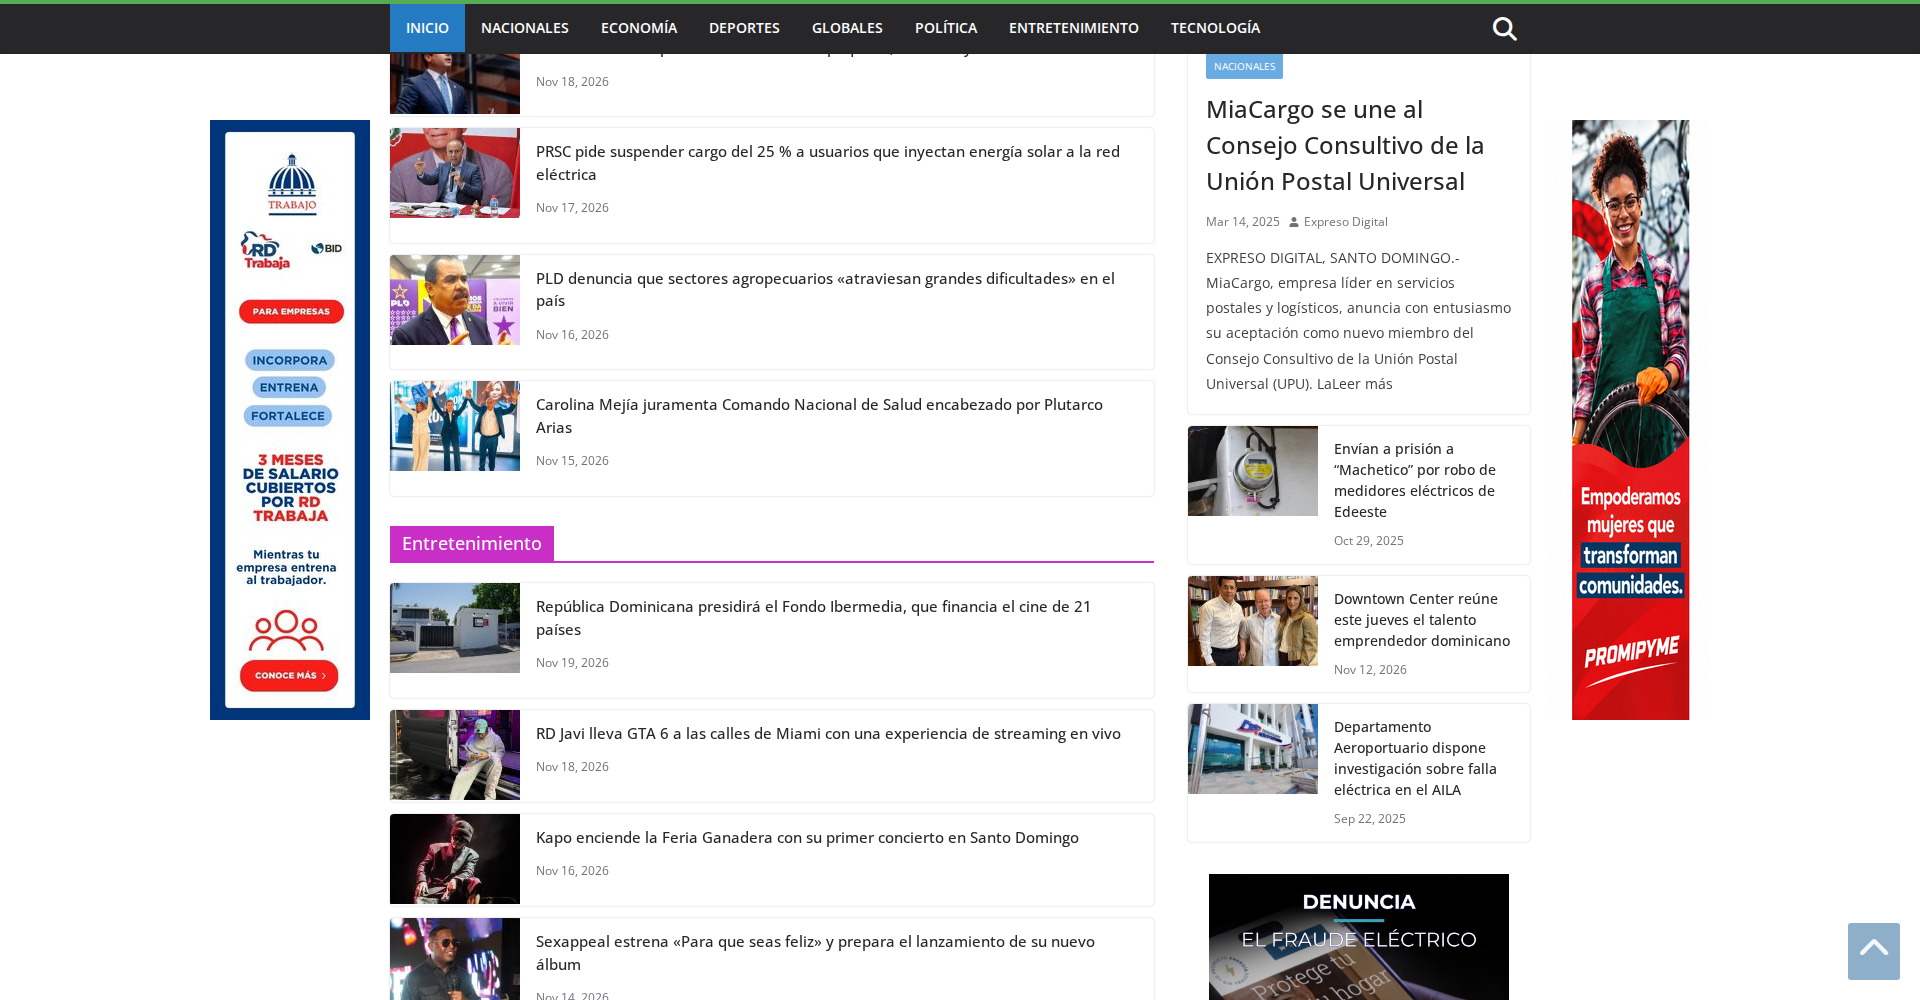 INICIO
NACIONALES
ECONOMÍA
DEPORTES
GLOBALES
POLÍTICA
ENTRETENIMIENTO
TECNOLOGÍA
TRABAJO
RD
Trabaja
BID
PARA EMPRESAS
INCORPORA
ENTRENA
FORTALECE
3 MESES
DE SALARIO
CUBIERTOS
POR RD
TRABAJA
Mientras tu
empresa entrena
al trabajador.
CONOCE MÁS
Nov 18, 2026
PRSC pide suspender cargo del 25 % a usuarios que inyectan energía solar a la red
eléctrica
Nov 17, 2026
PLD denuncia que sectores agropecuarios «atraviesan grandes dificultades» en el
país
Nov 16, 2026
Carolina Mejía juramenta Comando Nacional de Salud encabezado por Plutarco
Arias
Nov 15, 2026
Entretenimiento
República Dominicana presidirá el Fondo Ibermedia, que financia el cine de 21
países
Nov 19, 2026
RD Javi lleva GTA 6 a las calles de Miami con una experiencia de streaming en vivo
Nov 18, 2026
Kapo enciende la Feria Ganadera con su primer concierto en Santo Domingo
Nov 16, 2026
Sexappeal estrena «Para que seas feliz» y prepara el lanzamiento de su nuevo
álbum
Nov 14, 2026
NACIONALES
MiaCargo se une al
Consejo Consultivo de la
Unión Postal Universal
Mar 14, 2025 Expreso Digital
EXPRESO DIGITAL, SANTO DOMINGO.-
MiaCargo, empresa líder en servicios
postales y logísticos, anuncia con entusiasmo
su aceptación como nuevo miembro del
Consejo Consultivo de la Unión Postal
Universal (UPU). LaLeer más
Envían a prisión a
“Machetico” por robo de
medidores eléctricos de
Edeeste
Oct 29, 2025
Downtown Center reúne
este jueves el talento
emprendedor dominicano
Nov 12, 2026
Departamento
Aeroportuario dispone
investigación sobre falla
eléctrica en el AILA
Sep 22, 2025
DENUNCIA
EL FRAUDE ELÉCTRICO
Protege tu
hogar
Empoderamos
mujeres que
transforman
comunidades.
PROMIPYME